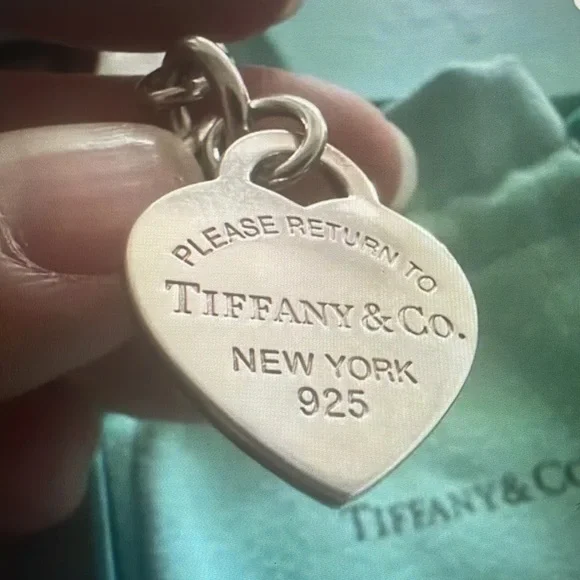 PLEASE RETURN TO
TIFFANY & CO.
NEW YORK
925
TIFFANY & CO